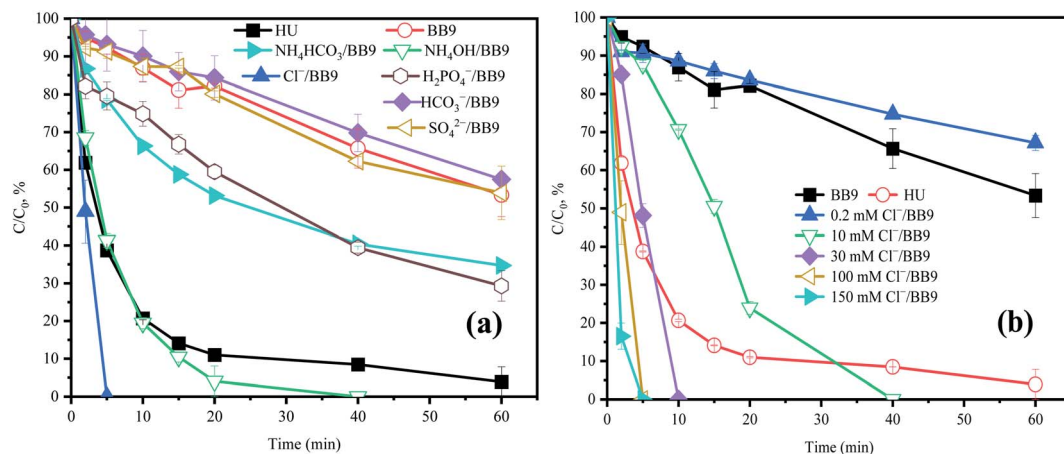 HU
BB9
NH₄HCO₃/BB9
NH₄OH/BB9
Cl⁻/BB9
H₂PO₄⁻/BB9
HCO₃⁻/BB9
SO₄²⁻/BB9
100
90
80
70
60
50
40
30
20
10
0
C/C₀, %
(a)
0 10 20 30 40 50 60
Time (min)
100
90
80
70
60
50
40
30
20
10
0
C/C₀, %
BB9
HU
0.2 mM Cl⁻/BB9
10 mM Cl⁻/BB9
30 mM Cl⁻/BB9
100 mM Cl⁻/BB9
150 mM Cl⁻/BB9
(b)
0 10 20 30 40 50 60
Time (min)